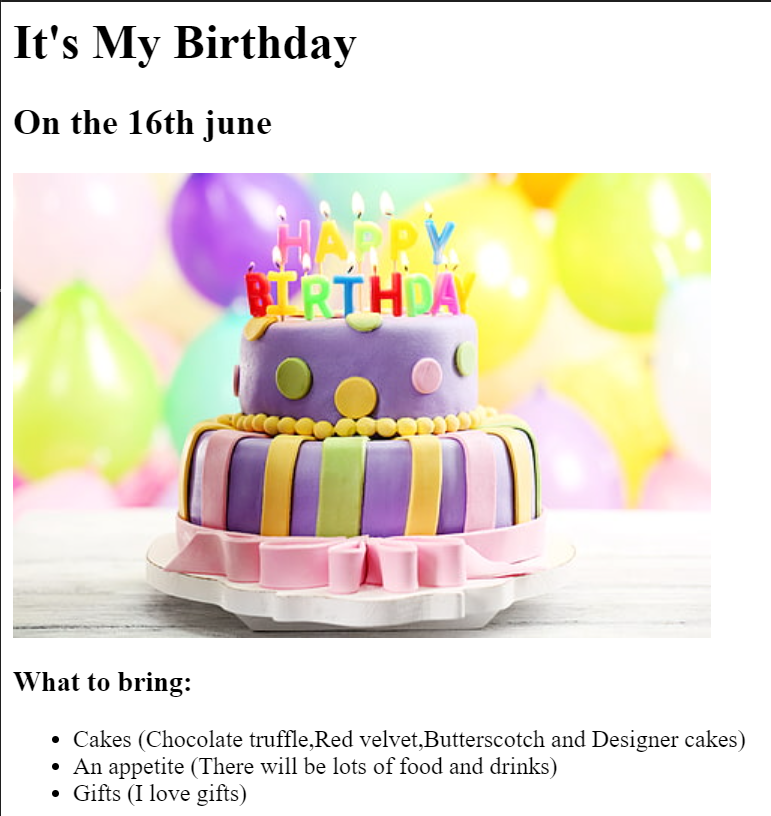 It's My Birthday
On the 16th june
HAPPY
BIRTHDAY
What to bring:
Cakes (Chocolate truffle,Red velvet,Butterscotch and Designer cakes)
An appetite (There will be lots of food and drinks)
Gifts (I love gifts)